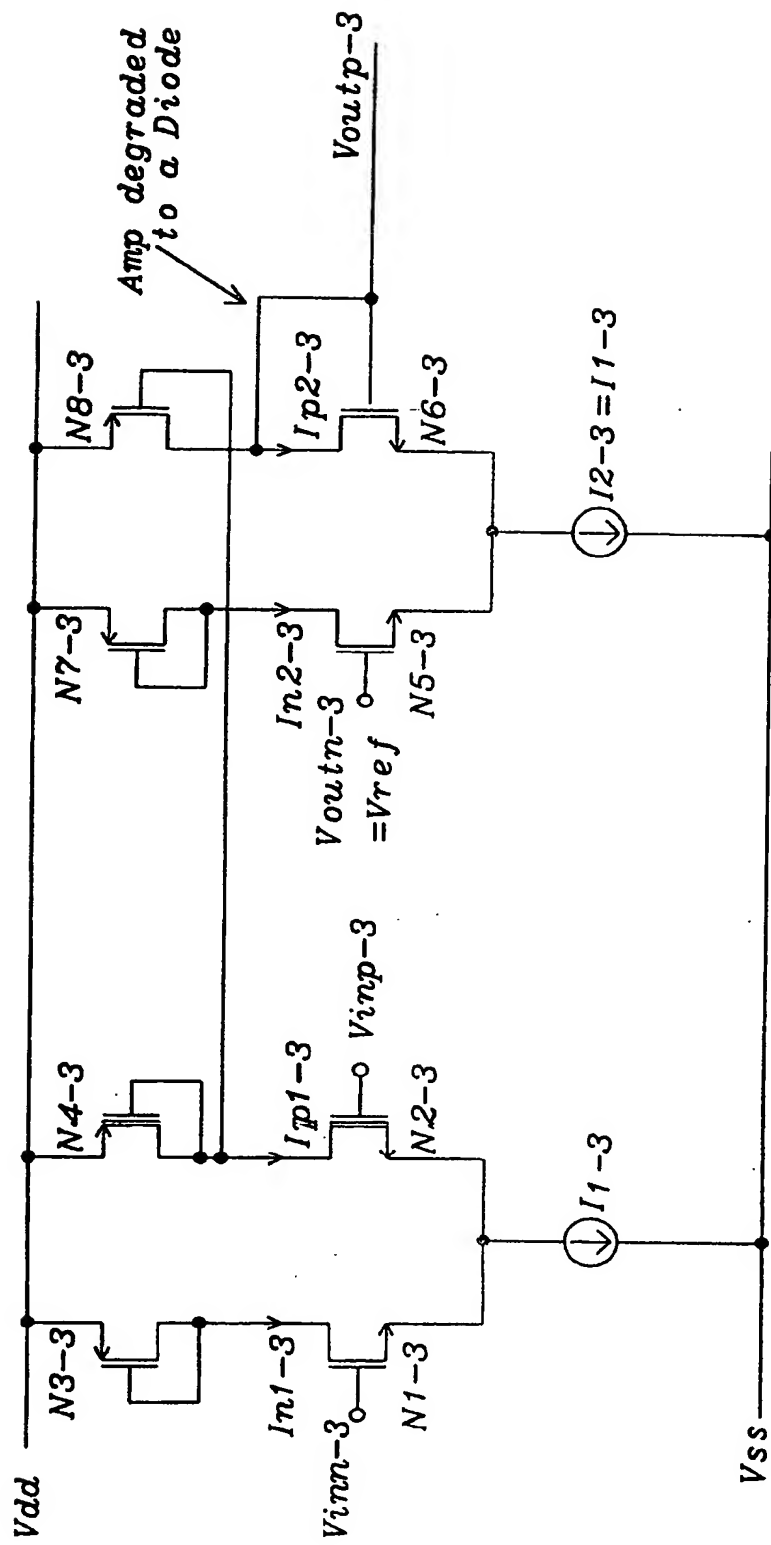 Vdd
N3-3
N4-3
N7-3
N8-3
Amp degraded
to a Diode
In1-3
Ip1-3
In2-3
Ip2-3
Vinn-3
Vinp-3
Voutn-3
=Vref
Voutp-3
N1-3
N2-3
N5-3
N6-3
I1-3
I2-3=I1-3
Vss